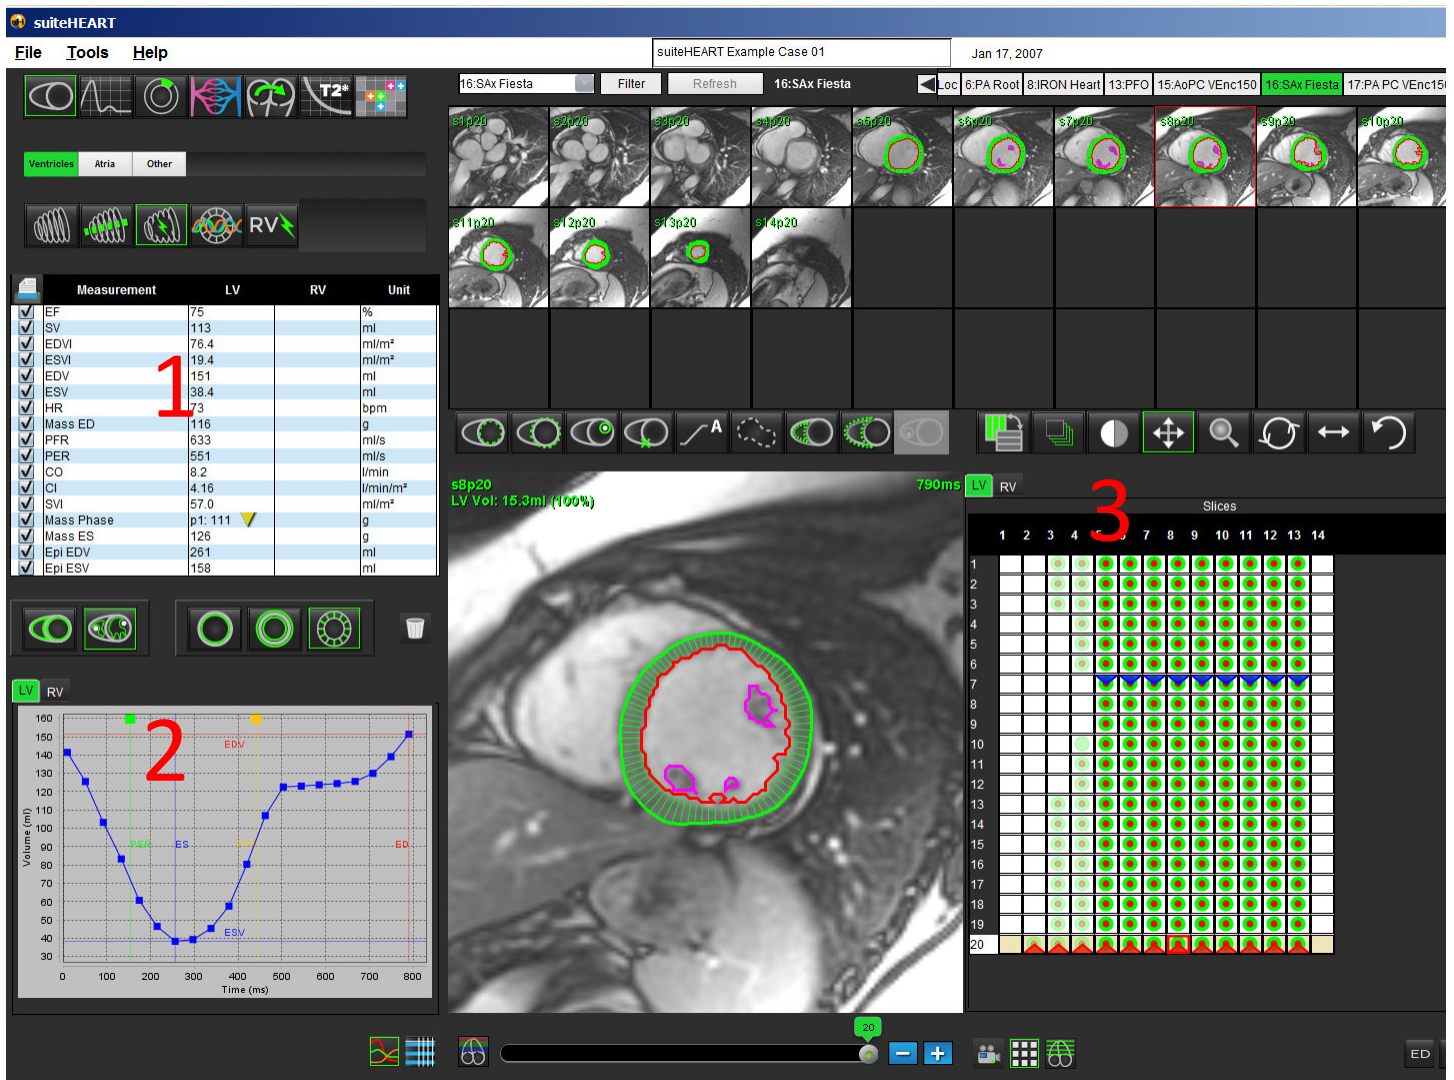 suiteHEART
File Tools Help
suiteHEART Example Case 01
Jan 17, 2007
T2*
16:SAx Fiesta
Filter
Refresh
16:SAx Fiesta
Loc 6:PA Root 8:IRON Heart 13:PFO 15:AoPC VEnc150 16:SAx Fiesta 17:PA PC VEnc150
s1p20 s2p20 s3p20 s4p20 s5p20 s6p20 s7p20 s8p20 s9p20 s10p20
Ventricles Atria Other
RV
s11p20 s12p20 s13p20 s14p20
Measurement LV RV Unit
EF 75 %
SV 113 ml
EDVI 76.4 ml/m²
ESVI 19.4 ml/m²
EDV 151 ml
ESV 38.4 ml
HR 73 bpm
Mass ED 116 g
PFR 633 ml/s
PER 551 ml/s
CO 8.2 l/min
CI 4.16 l/min/m²
SVI 57.0 ml/m²
Mass Phase p1: 111 g
Mass ES 126 g
Epi EDV 261 ml
Epi ESV 158 ml
1
A
s8p20
LV Vol: 15.3ml (100%)
790ms
LV RV
3
Slices
1 2 3 4 5 6 7 8 9 10 11 12 13 14
1
2
3
4
5
6
7
8
9
10
11
12
13
14
15
16
17
18
19
20
LV RV
2
160
150
140
130
120
110
100
90
80
70
60
50
40
30
Volume (ml)
EDV
PER
ES
ED
ESV
0 100 200 300 400 500 600 700 800
Time (ms)
20
ED